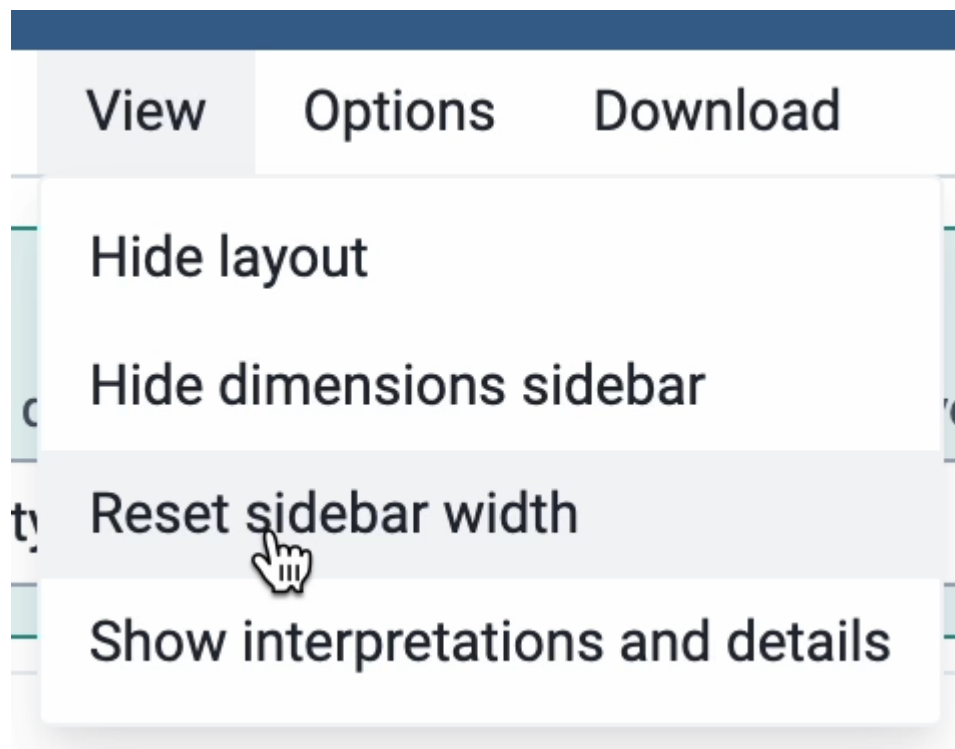 View Options Download
Hide layout
Hide dimensions sidebar
Reset sidebar width
Show interpretations and details